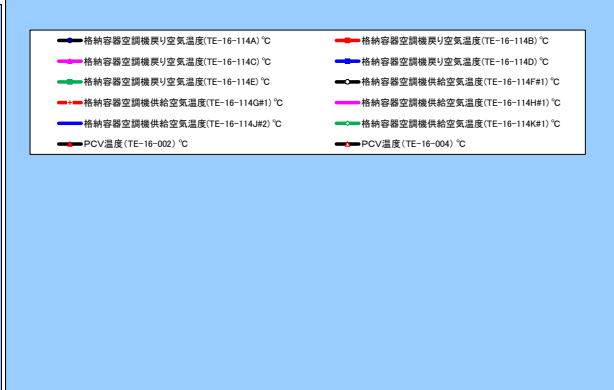 格納容器空調機戻り空気温度(TE-16-114A)℃ 格納容器空調機戻り空気温度(TE-16-114B)℃
格納容器空調機戻り空気温度(TE-16-114C)℃ 格納容器空調機戻り空気温度(TE-16-114D)℃
格納容器空調機戻り空気温度(TE-16-114E)℃ 格納容器空調機供給空気温度(TE-16-114F#1)℃
格納容器空調機供給空気温度(TE-16-114G#1)℃ 格納容器空調機供給空気温度(TE-16-114H#1)℃
格納容器空調機供給空気温度(TE-16-114J#2)℃ 格納容器空調機供給空気温度(TE-16-114K#1)℃
PCV温度(TE-16-002)℃ PCV温度(TE-16-004)℃